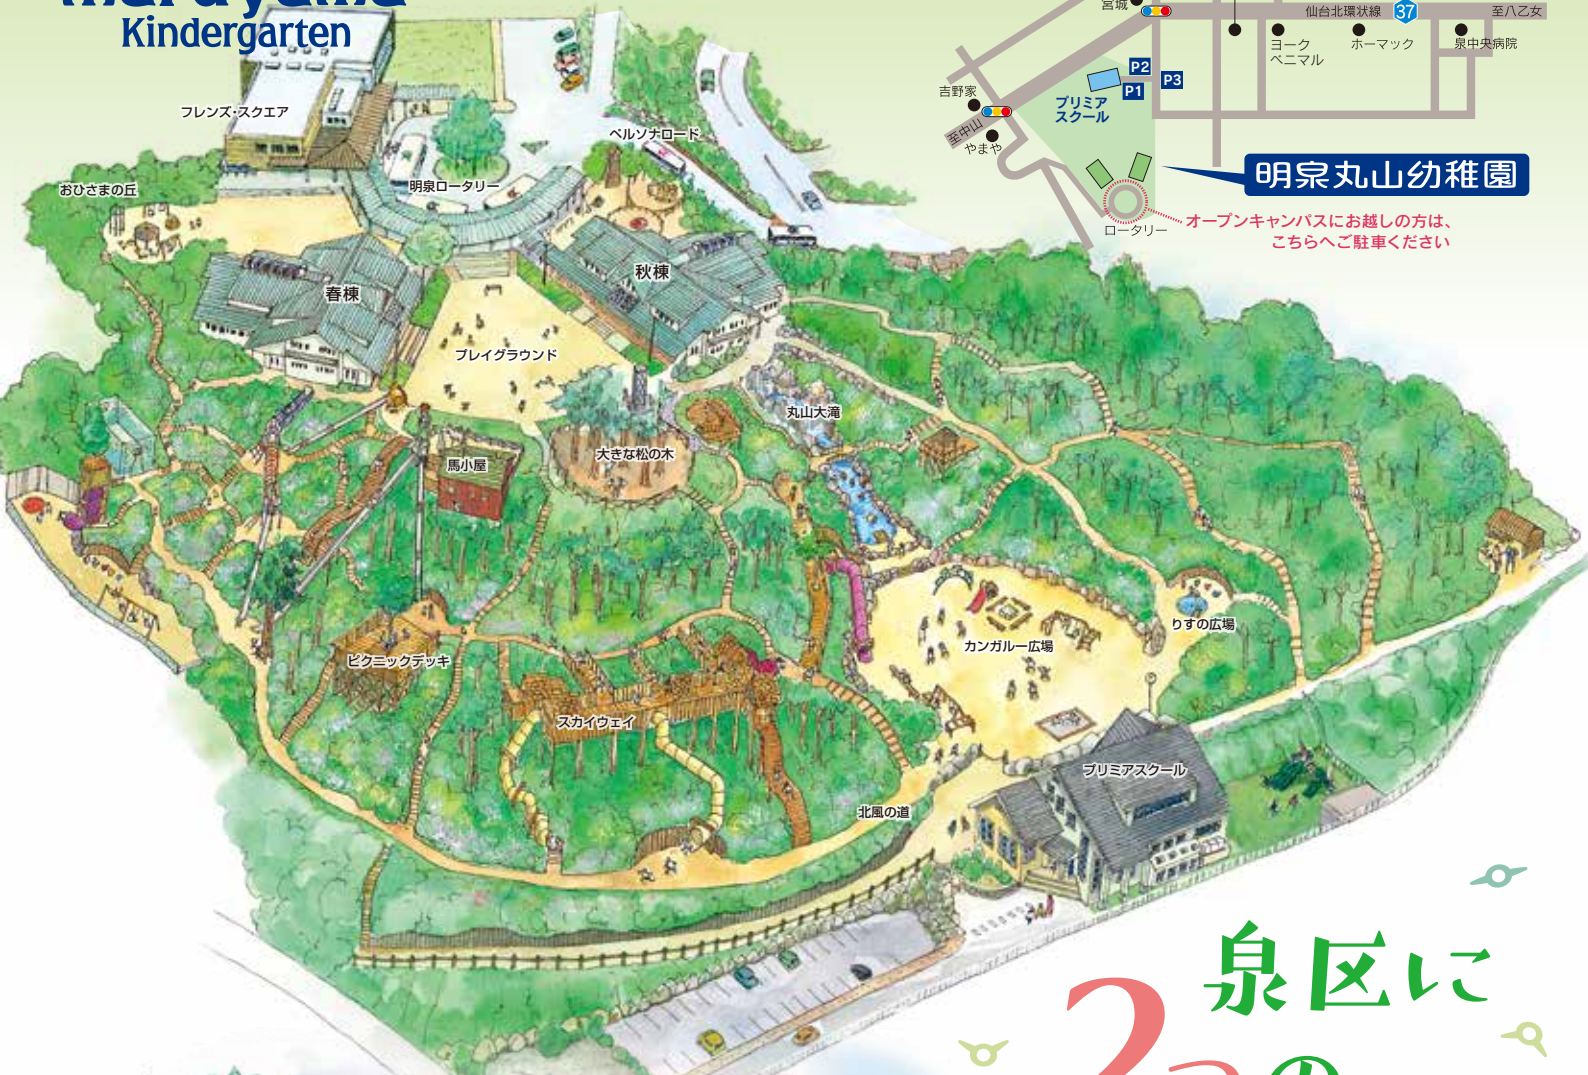 Maruyama
Kindergarten
宮城
仙台北環状線
37
至八乙女
ヨーク
ベニマル
ホーマック
泉中央病院
P2
P3
P1
吉野家
プリミア
スクール
至中山
やまや
明泉丸山幼稚園
ロータリー
オープンキャンパスにお越しの方は、
こちらへご駐車ください
フレンズ・スクエア
ペルソナロード
おひさまの丘
明泉ロータリー
春棟
秋棟
プレイグラウンド
丸山大滝
大きな松の木
馬小屋
りすの広場
カンガルー広場
ピクニックデッキ
スカイウェイ
プリミアスクール
北風の道
P
泉区に
2つの